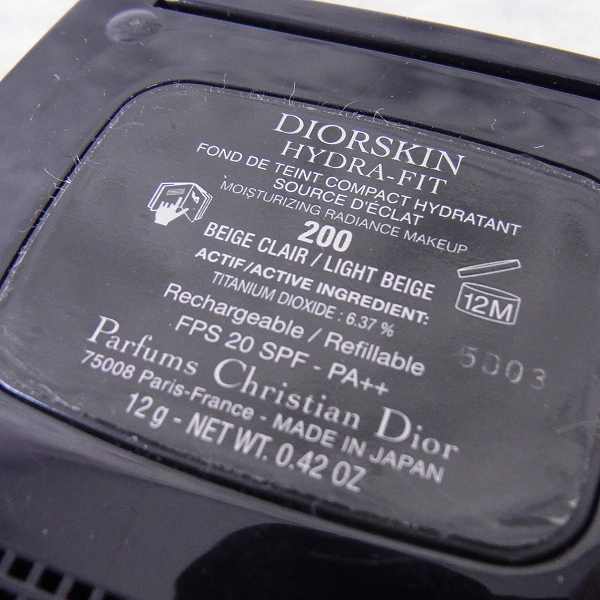 DIORSKIN
HYDRA-FIT
FOND DE TEINT COMPACT HYDRATANT
SOURCE D'ÉCLAT
MOISTURIZING RADIANCE MAKEUP
200
BEIGE CLAIR / LIGHT BEIGE
ACTIF/ACTIVE INGREDIENT:
TITANIUM DIOXIDE : 6.37 %
12M
Rechargeable / Refillable
FPS 20 SPF - PA++
5D03
Parfums Christian Dior
75008 Paris-France - MADE IN JAPAN
12 g - NET WT. 0.42 OZ